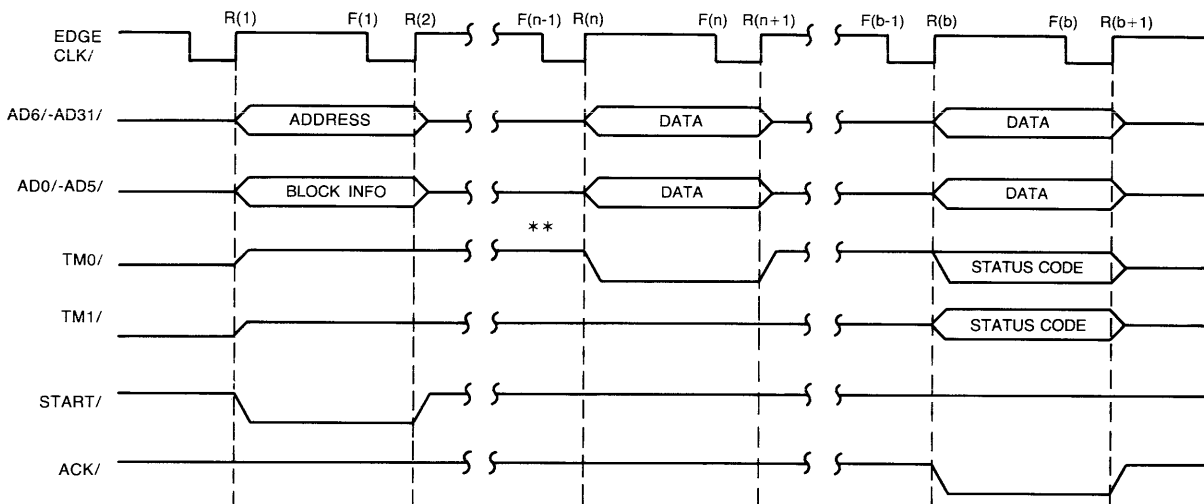 R(1) F(1) R(2) F(n-1) R(n) F(n) R(n+1) F(b-1) R(b) F(b) R(b+1)
EDGE
CLK/
AD6/-AD31/ ADDRESS DATA DATA
AD0/-AD5/ BLOCK INFO DATA DATA
**
TM0/ STATUS CODE
TM1/ STATUS CODE
START/
ACK/